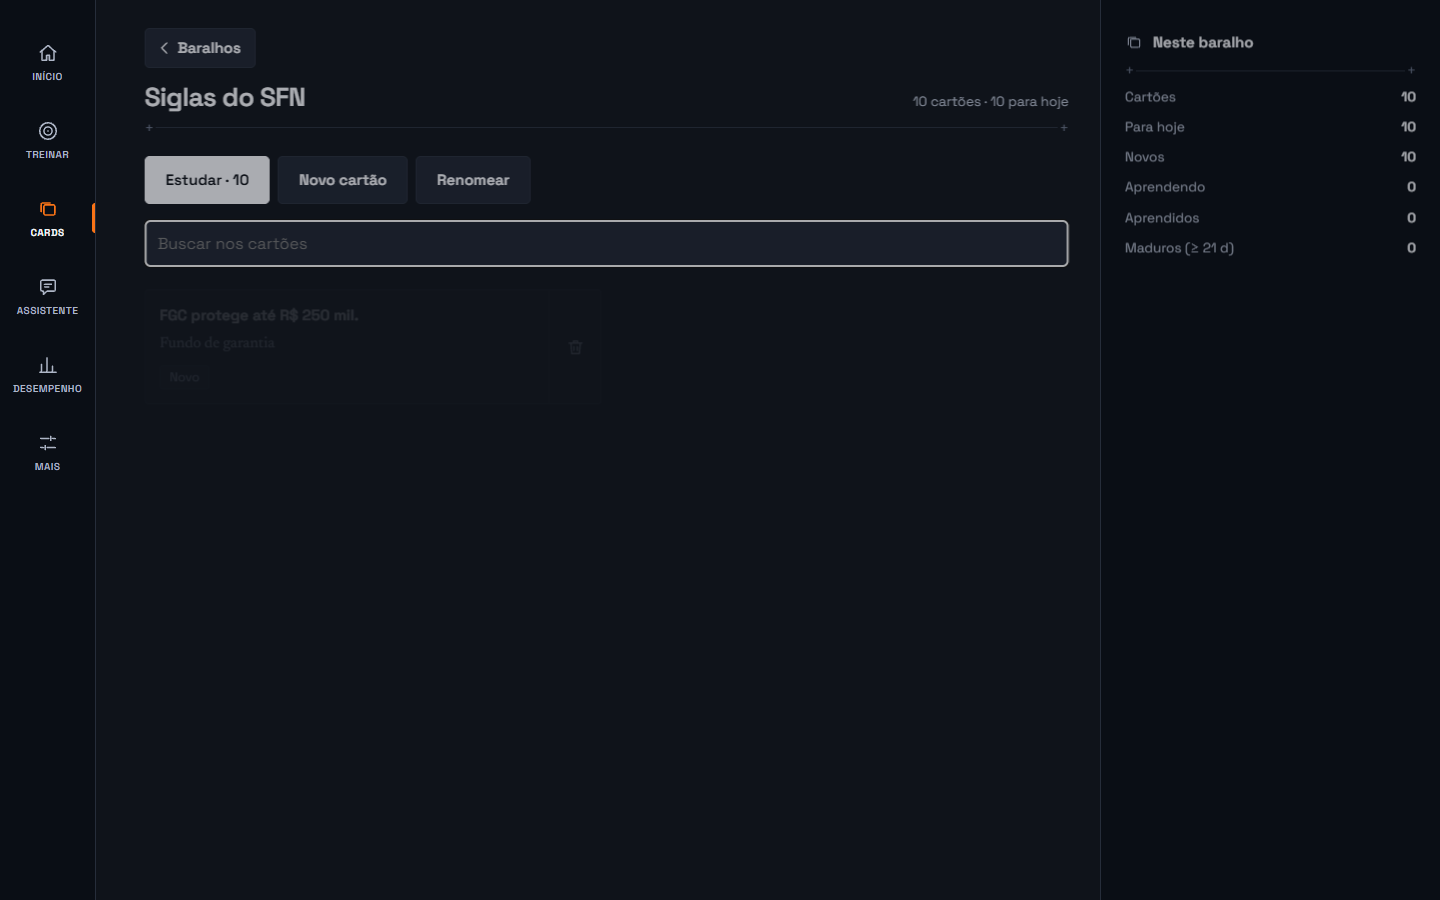 INÍCIO
TREINAR
CARDS
ASSISTENTE
DESEMPENHO
MAIS
Baralhos
Siglas do SFN
10 cartões · 10 para hoje
Estudar · 10
Novo cartão
Renomear
Buscar nos cartões
FGC protege até R$ 250 mil.
Fundo de garantia
Novo
Neste baralho
Cartões 10
Para hoje 10
Novos 10
Aprendendo 0
Aprendidos 0
Maduros (≥ 21 d) 0